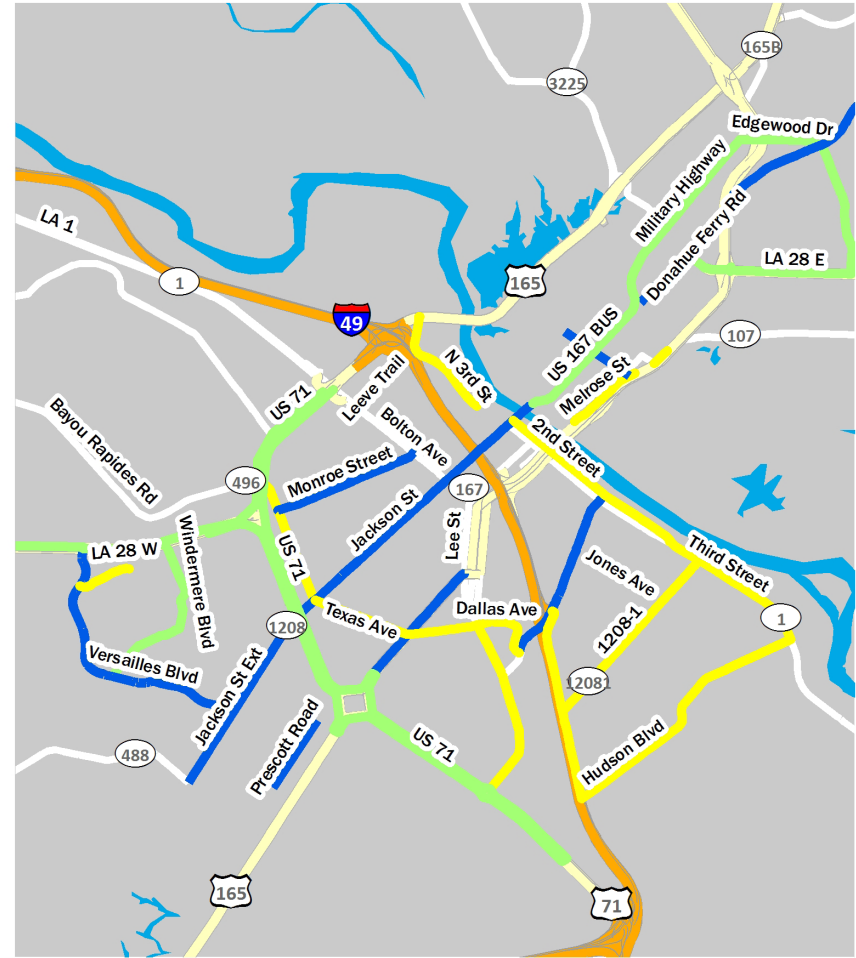 165B
3225
Edgewood Dr
Military Highway
Donahue Ferry Rd
LA 1
LA 28 E
1
165
49
107
US 167 BUS
N 3rd St
Melrose St
Leeve Trail
US 71
Bolton Ave
2nd Street
Bayou Rapides Rd
Monroe Street
496
167
Jackson St
Lee St
Windermere Blvd
LA 28 W
US 71
Third Street
Jones Ave
Dallas Ave
Texas Ave
1208
1208-1
1
Versailles Blvd
Jackson St Ext
12081
Prescott Road
US 71
Hudson Blvd
488
165
71